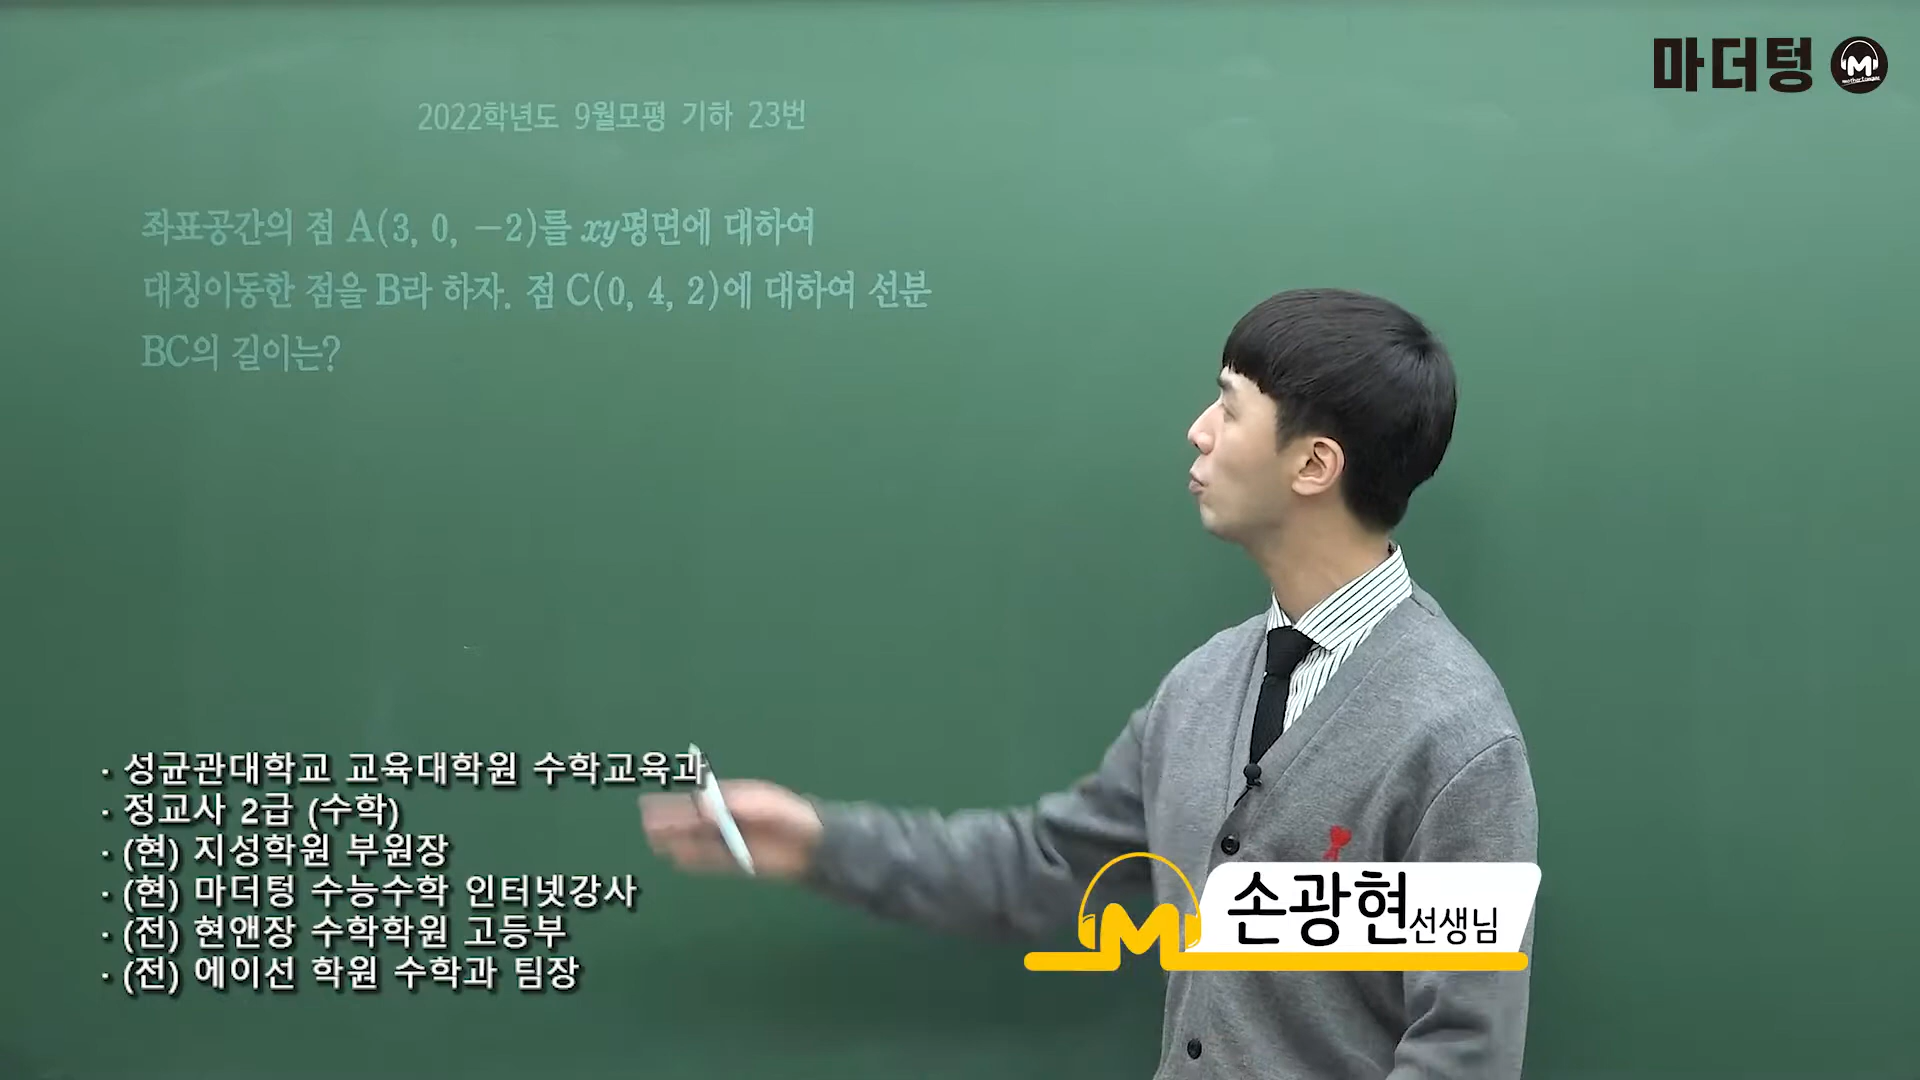 마더텅 M
2022학년도 9월모평 기하 23번
좌표공간의 점 A(3, 0, −2)를 xy평면에 대하여
대칭이동한 점을 B라 하자. 점 C(0, 4, 2)에 대하여 선분
BC의 길이는?
· 성균관대학교 교육대학원 수학교육과
· 정교사 2급 (수학)
· (현) 지성학원 부원장
· (현) 마더텅 수능수학 인터넷강사
· (전) 현앤장 수학학원 고등부
· (전) 에이선 학원 수학과 팀장
M 손광현선생님